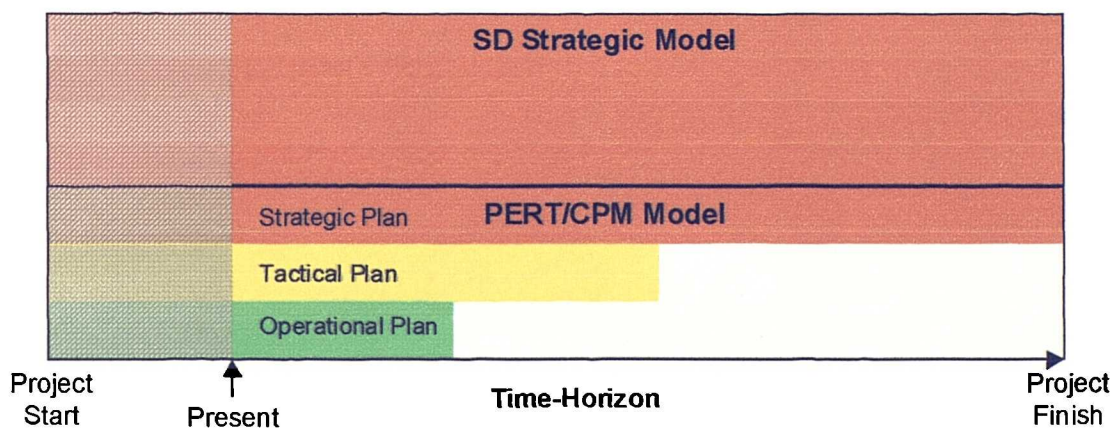 SD Strategic Model
Strategic Plan
PERT/CPM Model
Tactical Plan
Operational Plan
Project
Start
Present
Time-Horizon
Project
Finish